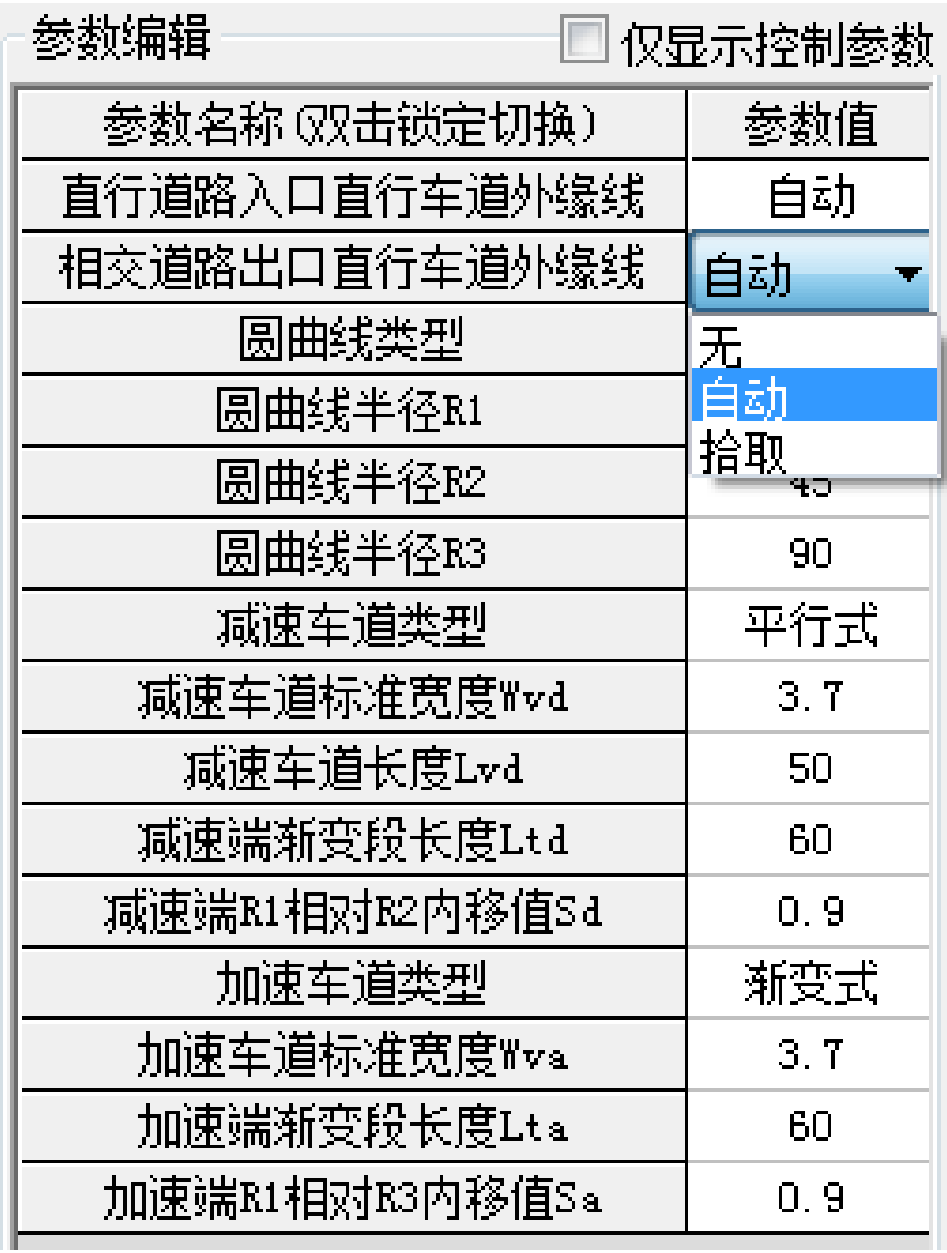 参数编辑 仅显示控制参数
参数名称(双击锁定切换) 参数值
直行道路入口直行车道外缘线 自动
相交道路出口直行车道外缘线 自动
圆曲线类型 无
自动
圆曲线半径R1
拾取
圆曲线半径R2 45
圆曲线半径R3 90
减速车道类型 平行式
减速车道标准宽度Wvd 3.7
减速车道长度Lvd 50
减速端渐变段长度Ltd 60
减速端R1相对R2内移值Sd 0.9
加速车道类型 渐变式
加速车道标准宽度Wva 3.7
加速端渐变段长度Lta 60
加速端R1相对R3内移值Sa 0.9